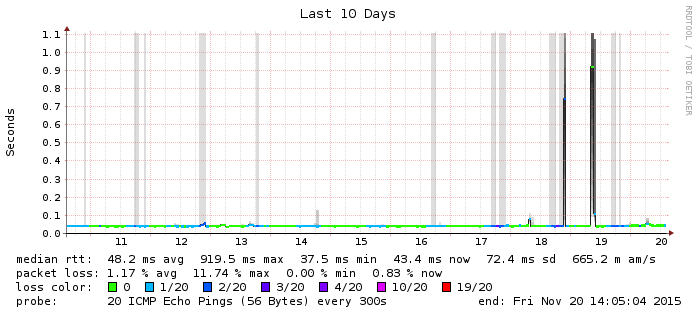 Last 10 Days
RRDTOOL / TOBI OETIKER
Seconds
1.1
1.0
0.9
0.8
0.7
0.6
0.5
0.4
0.3
0.2
0.1
0.0
11 12 13 14 15 16 17 18 19 20
median rtt: 48.2 ms avg 919.5 ms max 37.5 ms min 43.4 ms now 72.4 ms sd 665.2 m am/s
packet loss: 1.17 % avg 11.74 % max 0.00 % min 0.83 % now
loss color: 0 1/20 2/20 3/20 4/20 10/20 19/20
probe: 20 ICMP Echo Pings (56 Bytes) every 300s end: Fri Nov 20 14:05:04 2015